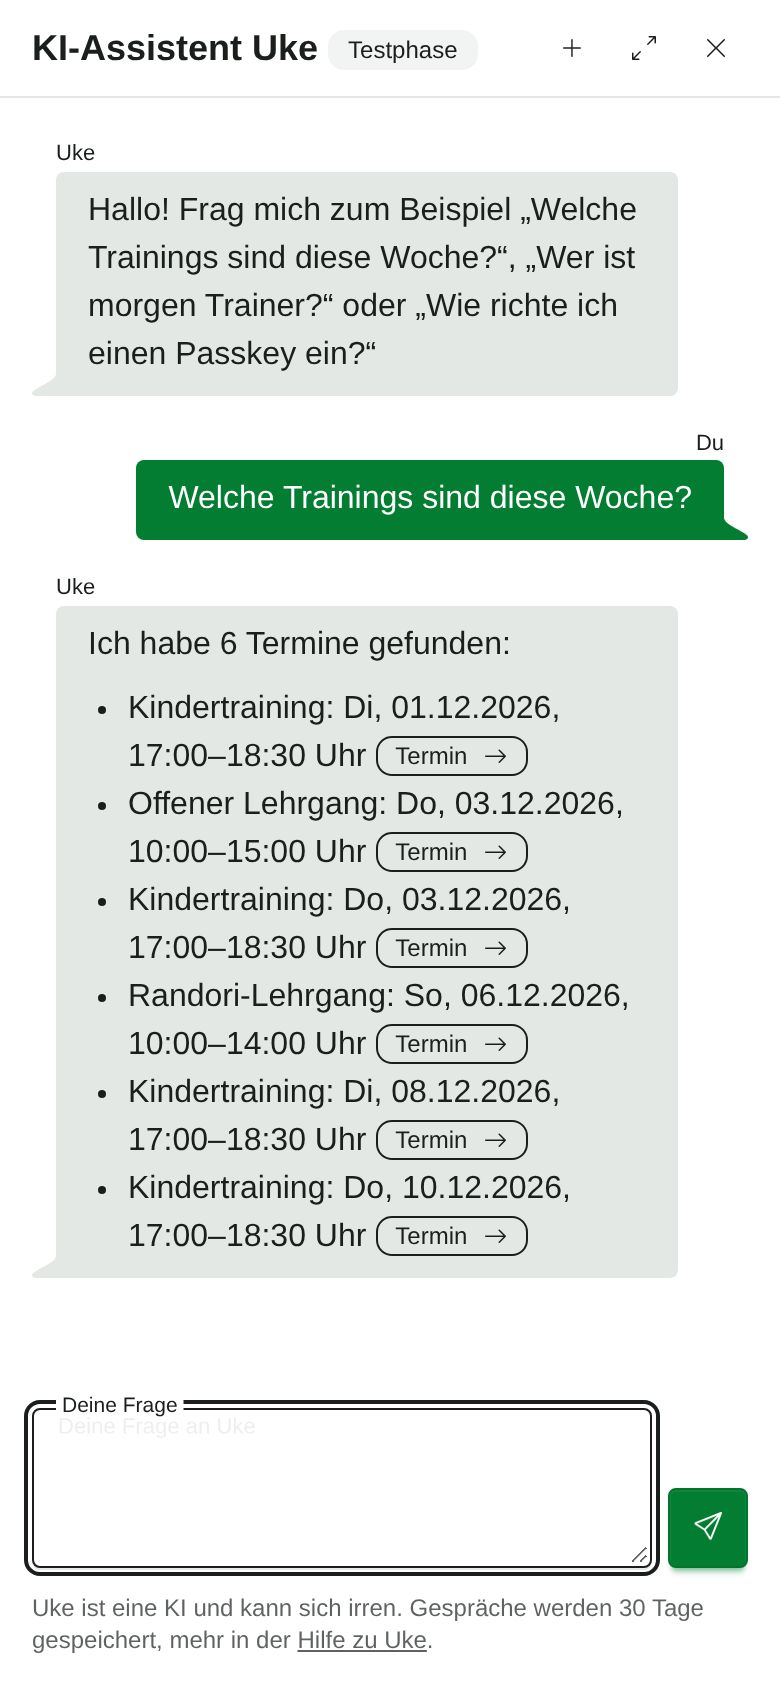 KI-Assistent Uke Testphase
Uke
Hallo! Frag mich zum Beispiel „Welche
Trainings sind diese Woche?“, „Wer ist
morgen Trainer?“ oder „Wie richte ich
einen Passkey ein?“
Du
Welche Trainings sind diese Woche?
Uke
Ich habe 6 Termine gefunden:
• Kindertraining: Di, 01.12.2026,
17:00–18:30 Uhr Termin →
• Offener Lehrgang: Do, 03.12.2026,
10:00–15:00 Uhr Termin →
• Kindertraining: Do, 03.12.2026,
17:00–18:30 Uhr Termin →
• Randori-Lehrgang: So, 06.12.2026,
10:00–14:00 Uhr Termin →
• Kindertraining: Di, 08.12.2026,
17:00–18:30 Uhr Termin →
• Kindertraining: Do, 10.12.2026,
17:00–18:30 Uhr Termin →
Deine Frage
Deine Frage an Uke
Uke ist eine KI und kann sich irren. Gespräche werden 30 Tage
gespeichert, mehr in der Hilfe zu Uke.